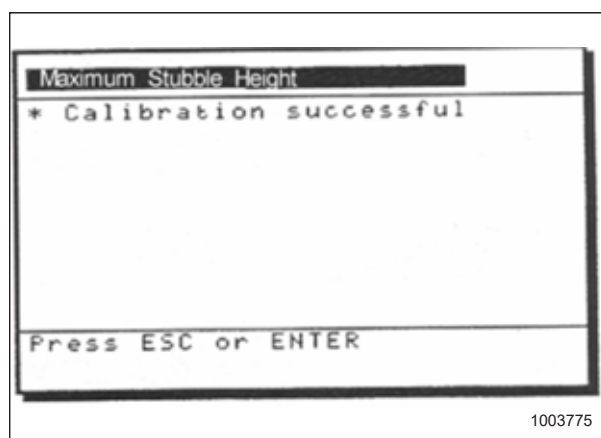 Maximum Stubble Height
* Calibration successful
Press ESC or ENTER
1003775